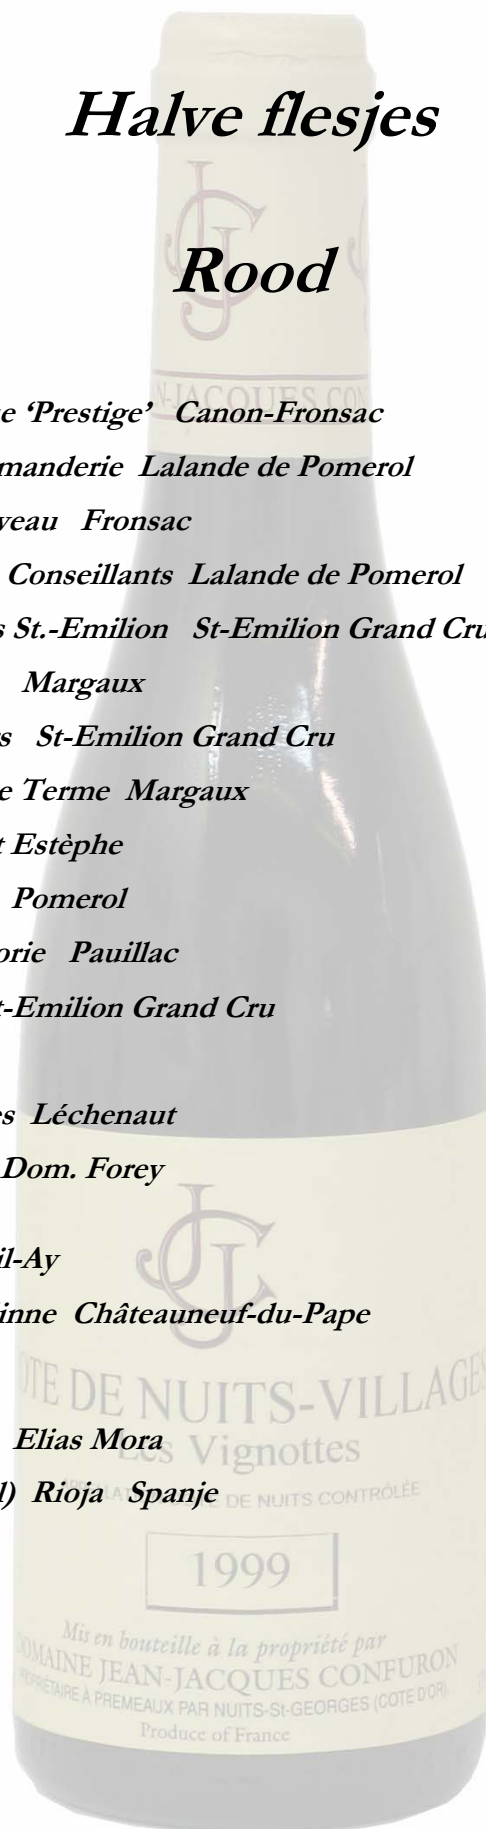 Halve flesjes
Rood
N-JACQUES CON
e ‘Prestige’ Canon-Fronsac
manderie Lalande de Pomerol
veau Fronsac
Conseillants Lalande de Pomerol
s St.-Emilion St-Emilion Grand Cru
Margaux
rs St-Emilion Grand Cru
e Terme Margaux
t Estèphe
Pomerol
orie Pauillac
t-Emilion Grand Cru
es Léchenaut
Dom. Forey
JJC
il-Ay
inne Châteauneuf-du-Pape
OTE DE NUITS-VILLAGES
Elias Mora
Les Vignottes
l) Rioja Spanje
DE NUITS CONTRÔLÉE
1999
Mis en bouteille à la propriété par
DOMAINE JEAN-JACQUES CONFURON
PROPRIÉTAIRE À PREMEAUX PAR NUITS-St-GEORGES (COTE D'OR)
Produce of France